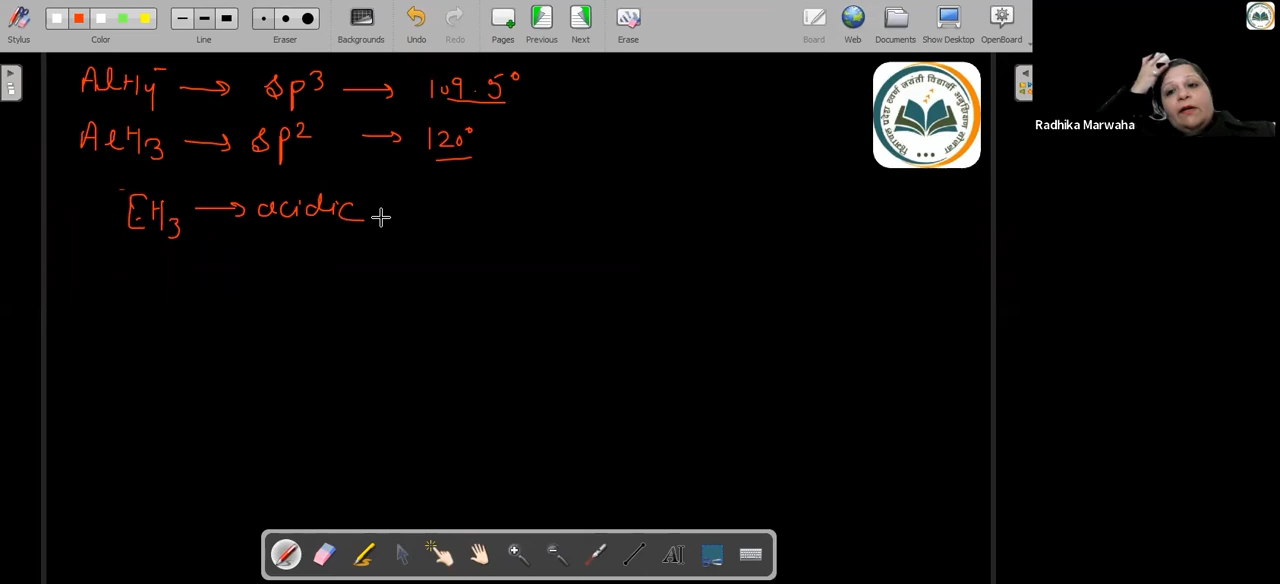 Stylus Color Line Eraser Backgrounds Undo Redo Pages Previous Next Erase Board Web Documents Show Desktop OpenBoard
AlH4⁻ → sp³ → 109.5°
AlH3 → sp² → 120°
EH3 → acidic
Radhika Marwaha
AI